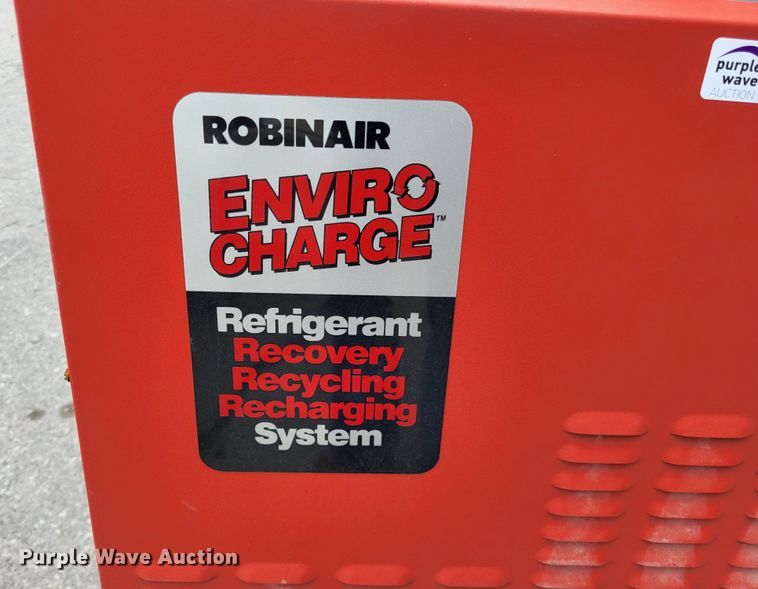 purple
wave
AUCTION
ROBINAIR
ENVIRO
CHARGE™
Refrigerant
Recovery
Recycling
Recharging
System
Purple Wave Auction